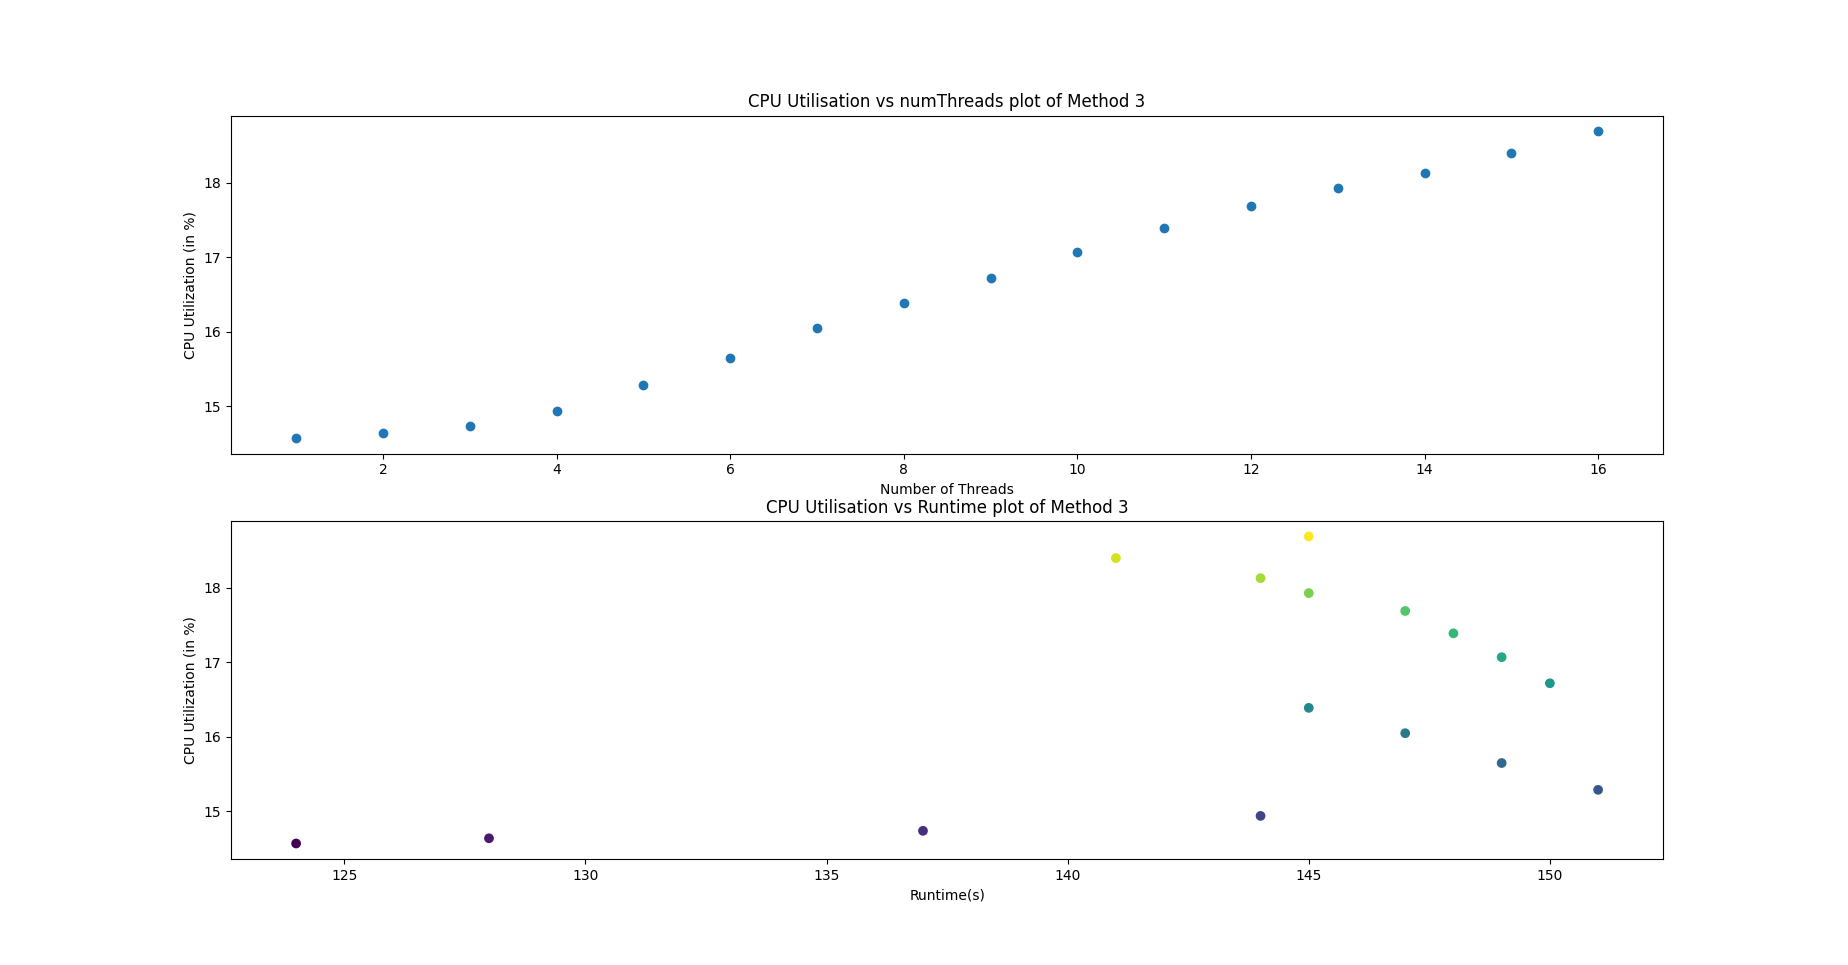 CPU Utilisation vs numThreads plot of Method 3
CPU Utilization (in %)
18
17
16
15
2 4 6 8 10 12 14 16
Number of Threads
CPU Utilisation vs Runtime plot of Method 3
CPU Utilization (in %)
18
17
16
15
125 130 135 140 145 150
Runtime(s)